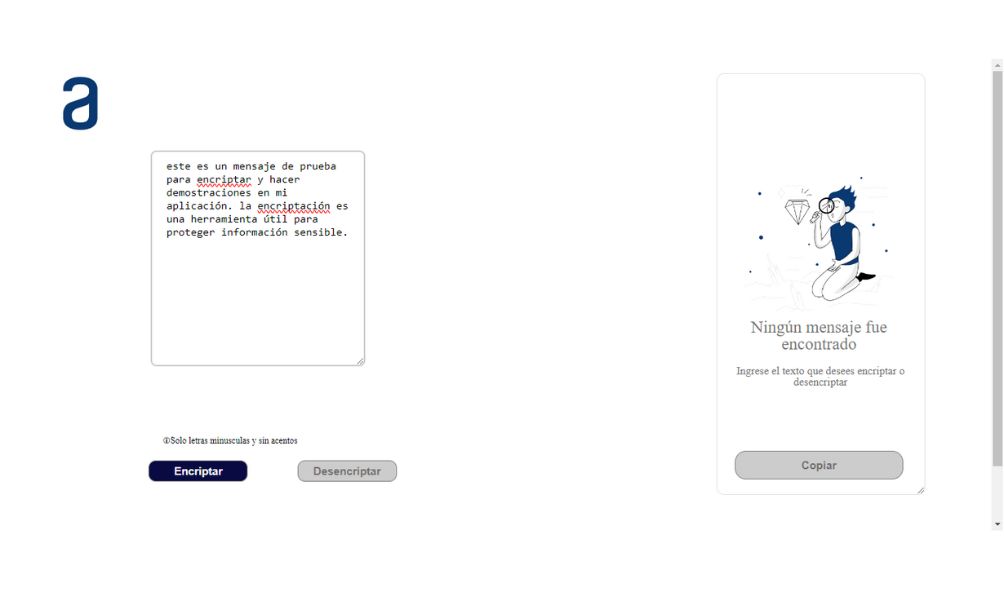 a
este es un mensaje de prueba
para encriptar y hacer
demostraciones en mi
aplicación. la encriptación es
una herramienta útil para
proteger información sensible.
Solo letras minusculas y sin acentos
Encriptar
Desencriptar
Ningún mensaje fue
encontrado
Ingrese el texto que desees encriptar o
desencriptar
Copiar